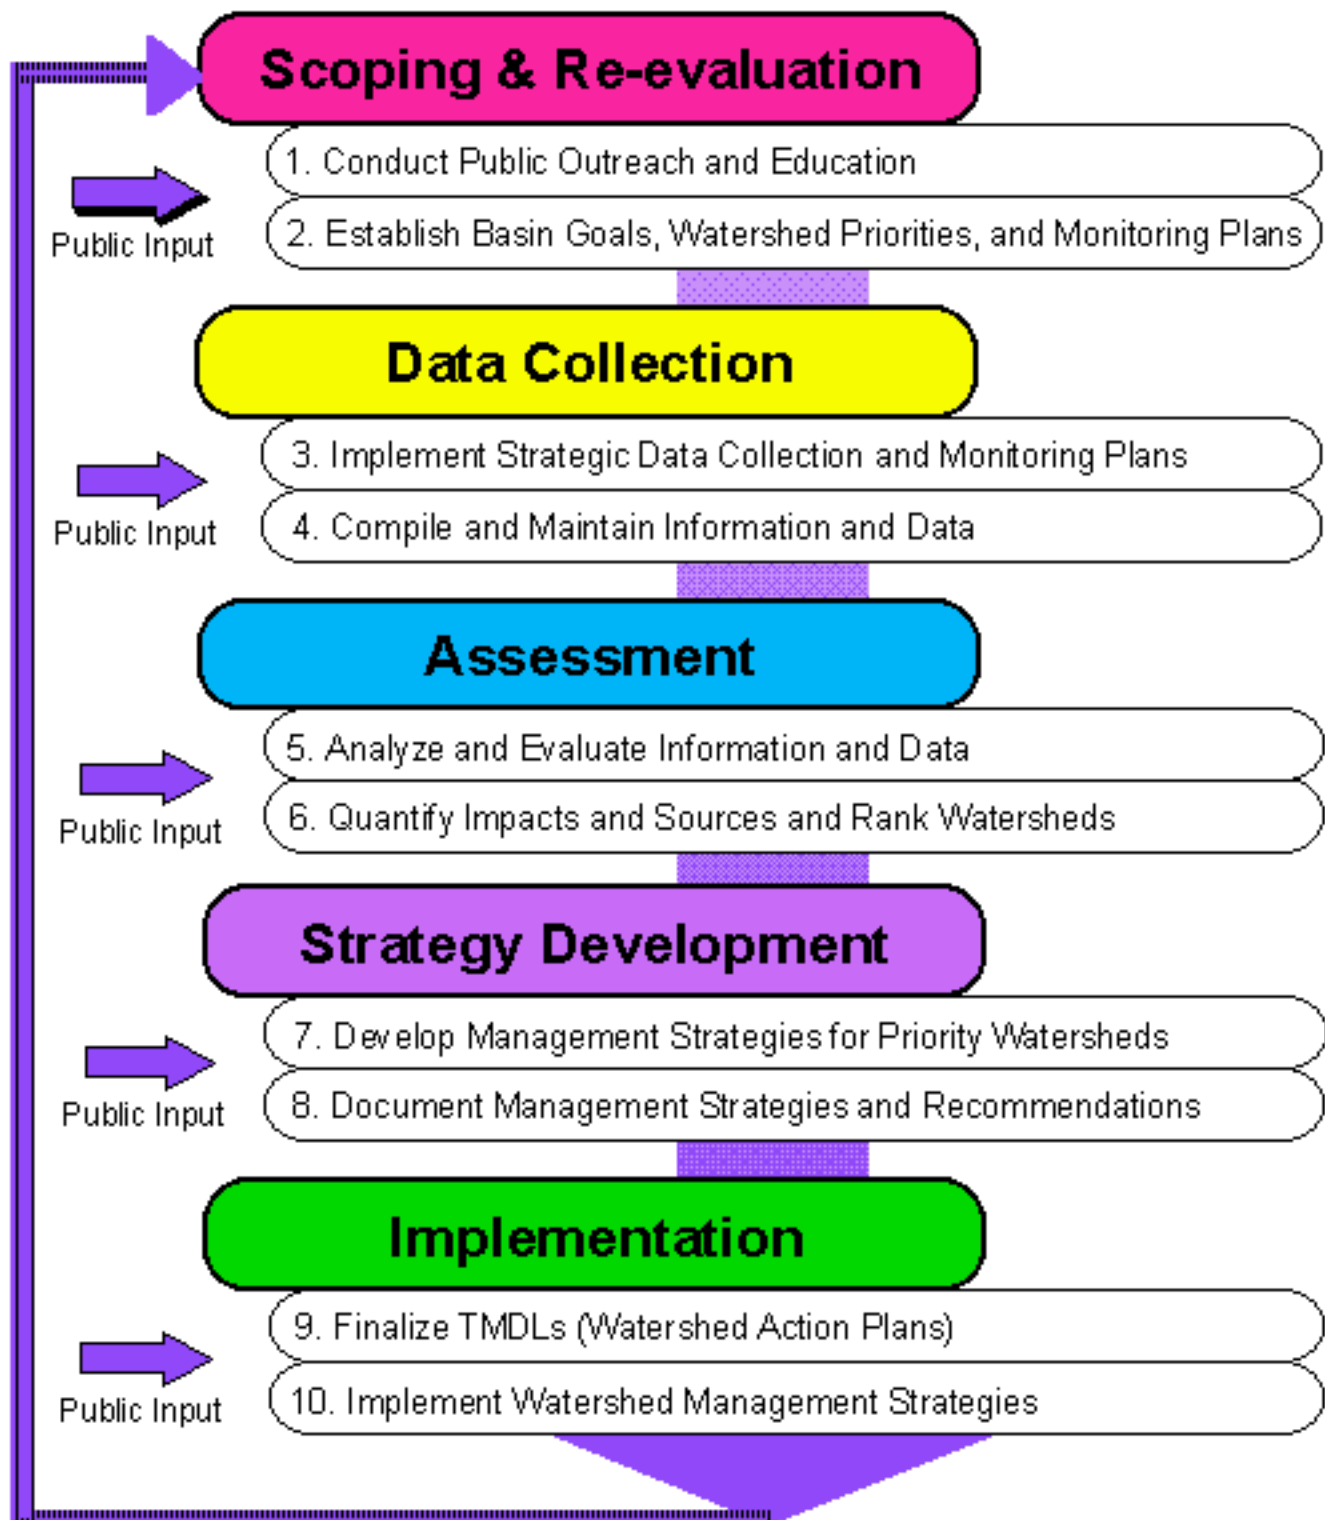 Scoping & Re-evaluation
1. Conduct Public Outreach and Education
Public Input
2. Establish Basin Goals, Watershed Priorities, and Monitoring Plans
Data Collection
3. Implement Strategic Data Collection and Monitoring Plans
Public Input
4. Compile and Maintain Information and Data
Assessment
5. Analyze and Evaluate Information and Data
Public Input
6. Quantify Impacts and Sources and Rank Watersheds
Strategy Development
7. Develop Management Strategies for Priority Watersheds
Public Input
8. Document Management Strategies and Recommendations
Implementation
9. Finalize TMDLs (Watershed Action Plans)
Public Input
10. Implement Watershed Management Strategies